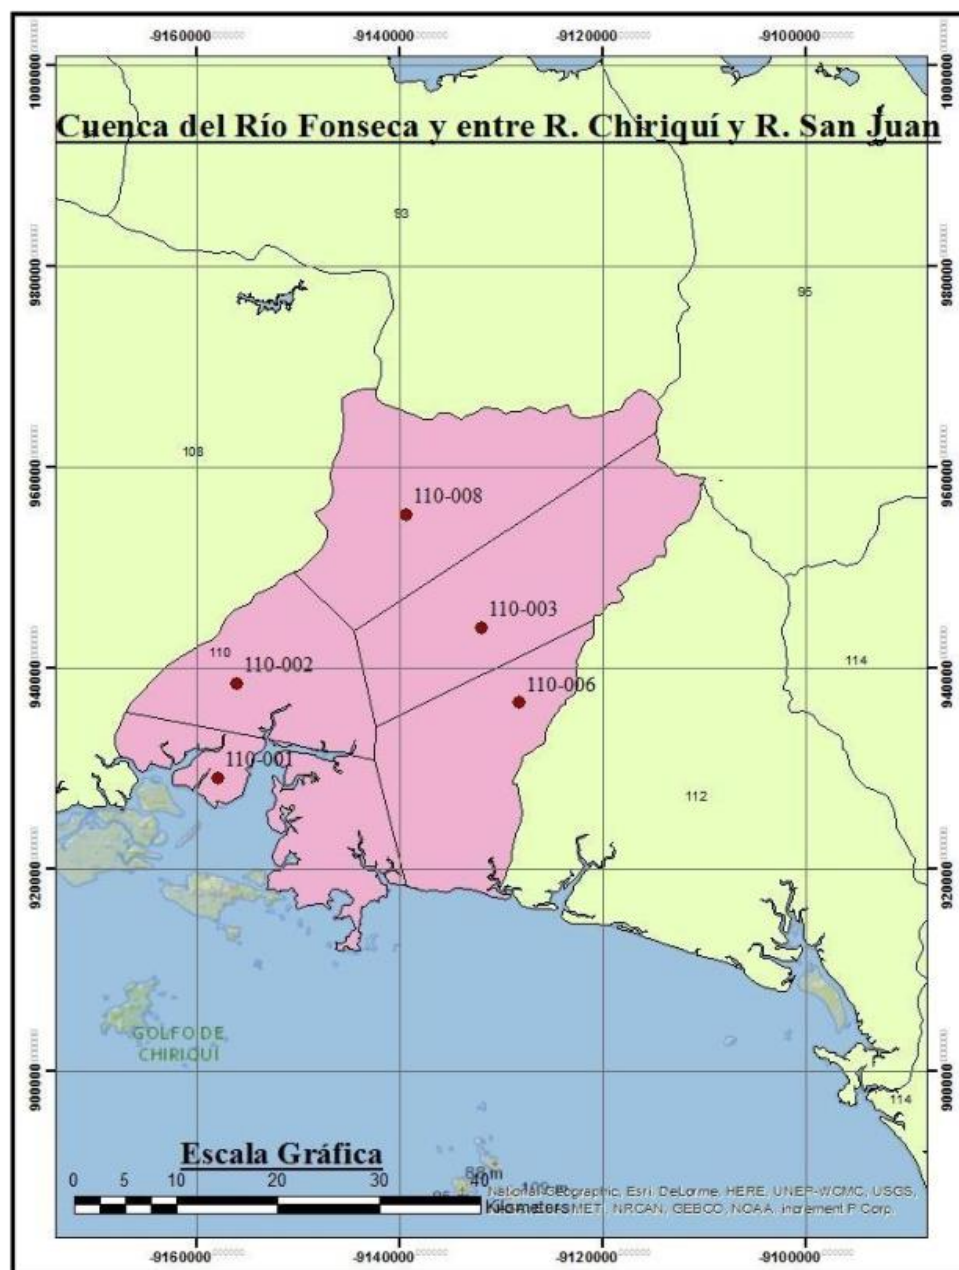 -9160000 -9140000 -9120000 -9100000
1000000 1000000
Cuenca del Río Fonseca y entre R. Chiriquí y R. San Juan
93
980000 95 980000
108
960000 960000
110-008
110-003
110
110-002
940000 114 940000
110-006
110-001
112
920000 920000
GOLFO DE
CHIRIQUÍ
900000 900000
114
Escala Gráfica
88 m
0 5 10 20 30 40
109 m
Kilometers
National Geographic, Esri, DeLorme, HERE, UNEP-WCMC, USGS,
MET, NRCAN, GEBCO, NOAA, increment P Corp.
-9160000 -9140000 -9120000 -9100000